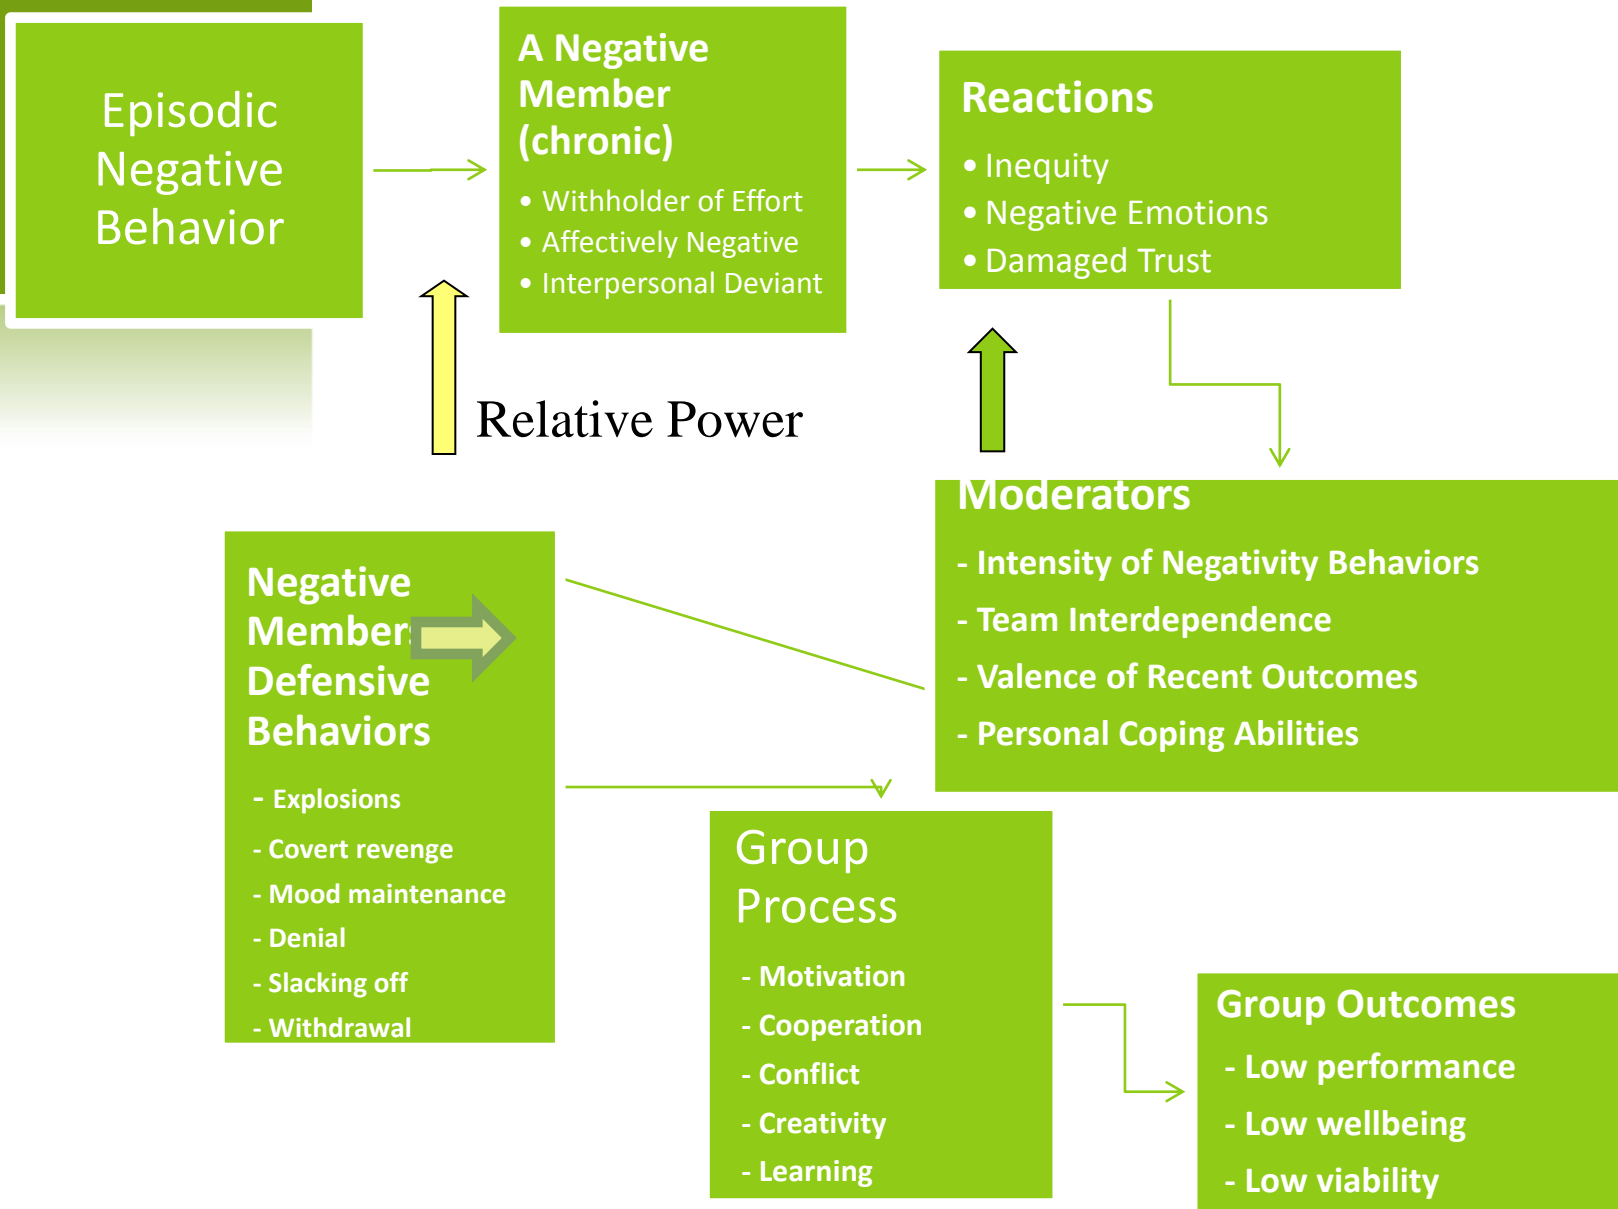 Episodic
Negative
Behavior
A Negative
Member
(chronic)
• Withholder of Effort
• Affectively Negative
• Interpersonal Deviant
Reactions
• Inequity
• Negative Emotions
• Damaged Trust
Relative Power
Moderators
- Intensity of Negativity Behaviors
- Team Interdependence
- Valence of Recent Outcomes
- Personal Coping Abilities
Negative
Members
Defensive
Behaviors
- Explosions
- Covert revenge
- Mood maintenance
- Denial
- Slacking off
- Withdrawal
Group
Process
- Motivation
- Cooperation
- Conflict
- Creativity
- Learning
Group Outcomes
- Low performance
- Low wellbeing
- Low viability